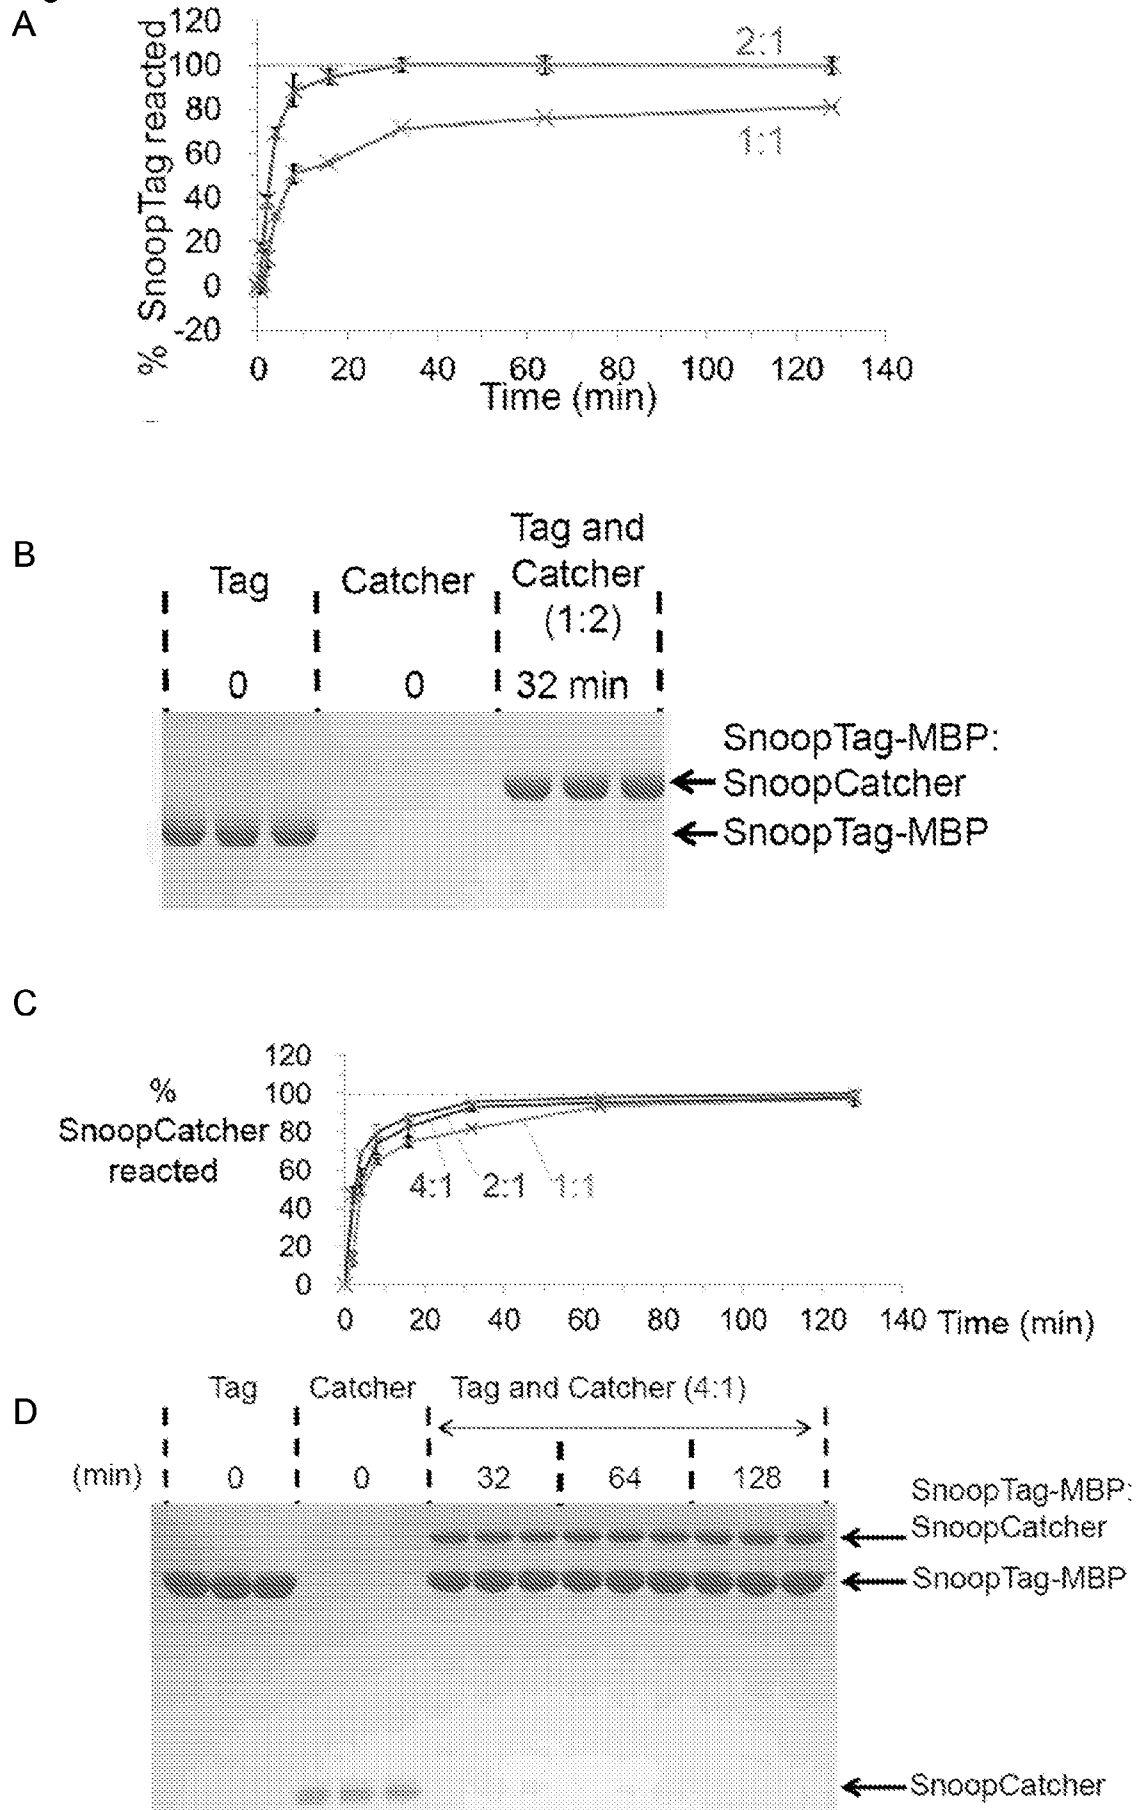 A
120
100
80
60
40
20
0
-20
% SnoopTag reacted
2:1
1:1
0 20 40 60 80 100 120 140
Time (min)
B
Tag
Catcher
Tag and
Catcher
(1:2)
0
0
32 min
SnoopTag-MBP:
SnoopCatcher
SnoopTag-MBP
C
%
SnoopCatcher
reacted
120
100
80
60
40
20
0
4:1 2:1 1:1
0 20 40 60 80 100 120 140 Time (min)
D
Tag Catcher Tag and Catcher (4:1)
(min) 0 0 32 64 128
SnoopTag-MBP:
SnoopCatcher
SnoopTag-MBP
SnoopCatcher